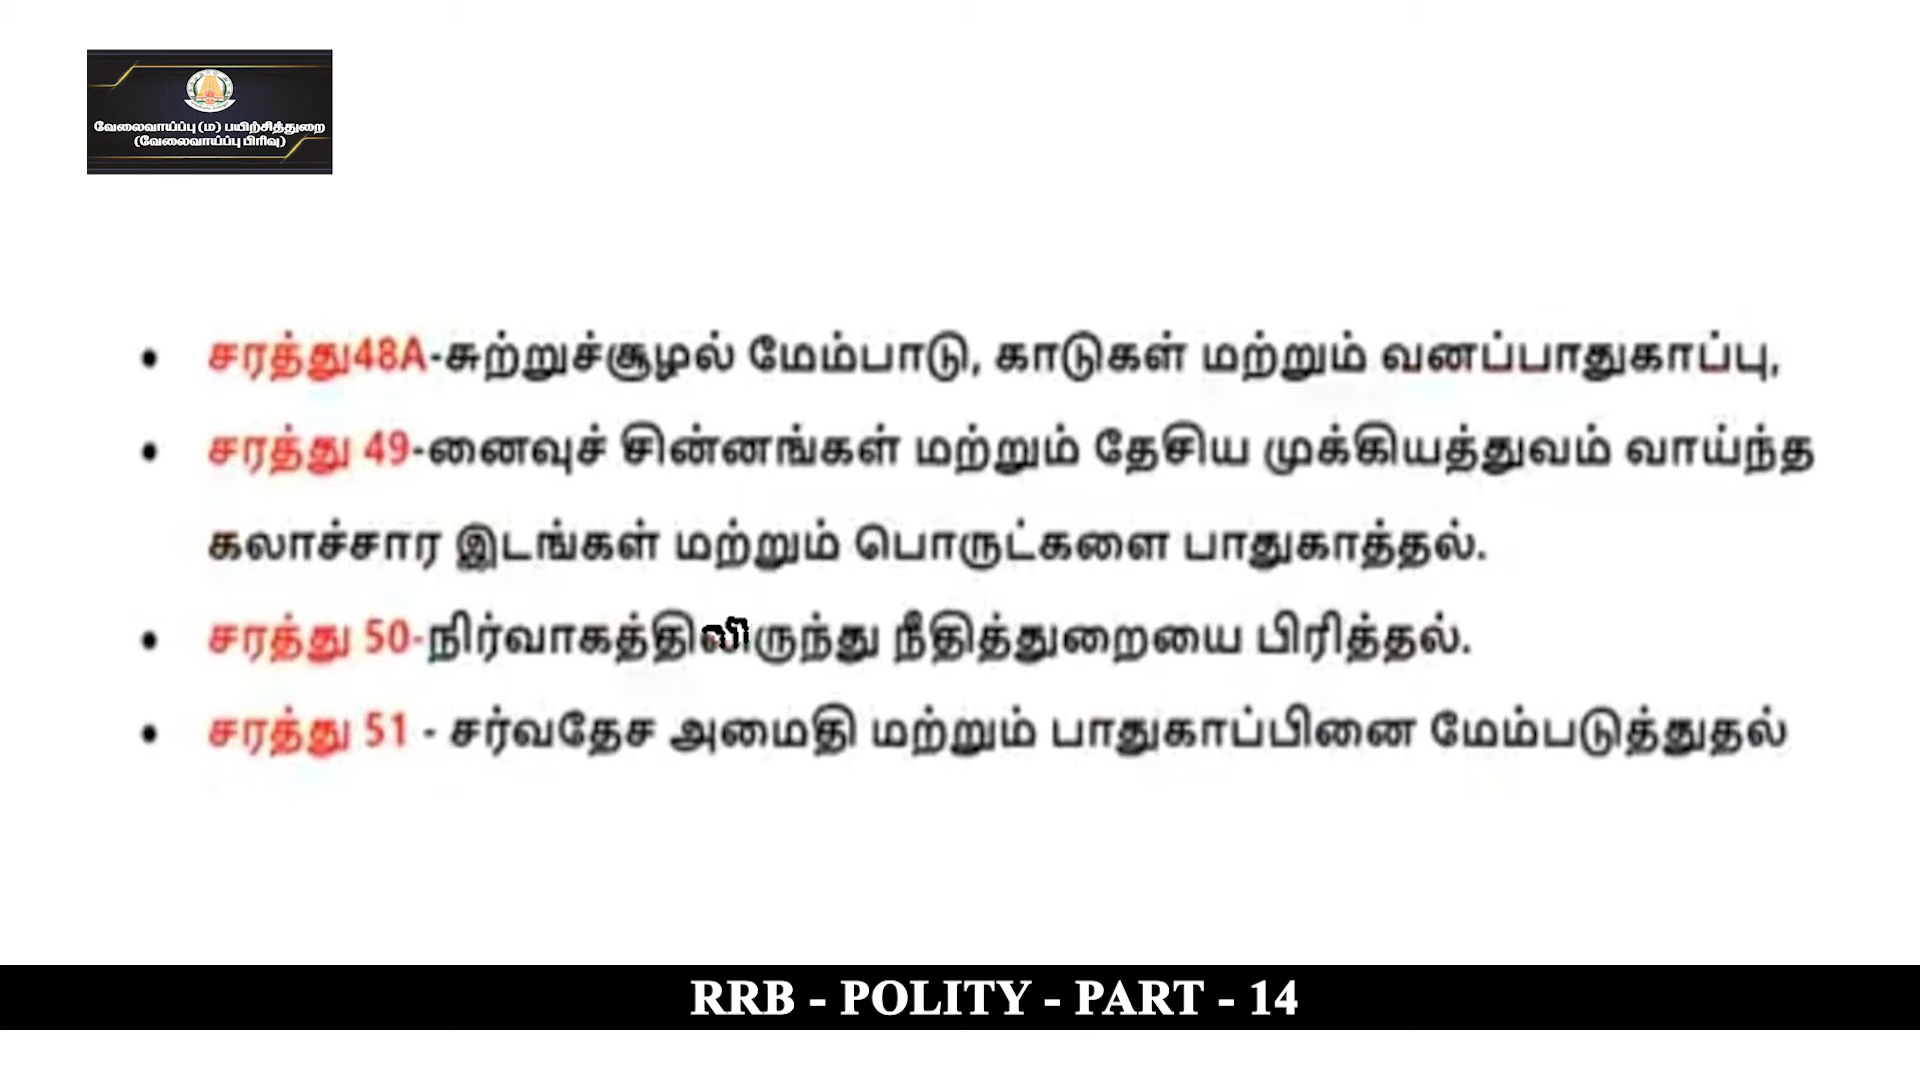 வேலைவாய்ப்பு (ம) பயிற்சித்துறை
(வேலைவாய்ப்பு பிரிவு)
• சரத்து48A-சுற்றுச்சூழல் மேம்பாடு, காடுகள் மற்றும் வனப்பாதுகாப்பு,
• சரத்து 49-னைவுச் சின்னங்கள் மற்றும் தேசிய முக்கியத்துவம் வாய்ந்த
கலாச்சார இடங்கள் மற்றும் பொருட்களை பாதுகாத்தல்.
• சரத்து 50-நிர்வாகத்திலிருந்து நீதித்துறையை பிரித்தல்.
• சரத்து 51 - சர்வதேச அமைதி மற்றும் பாதுகாப்பினை மேம்படுத்துதல்
RRB - POLITY - PART - 14